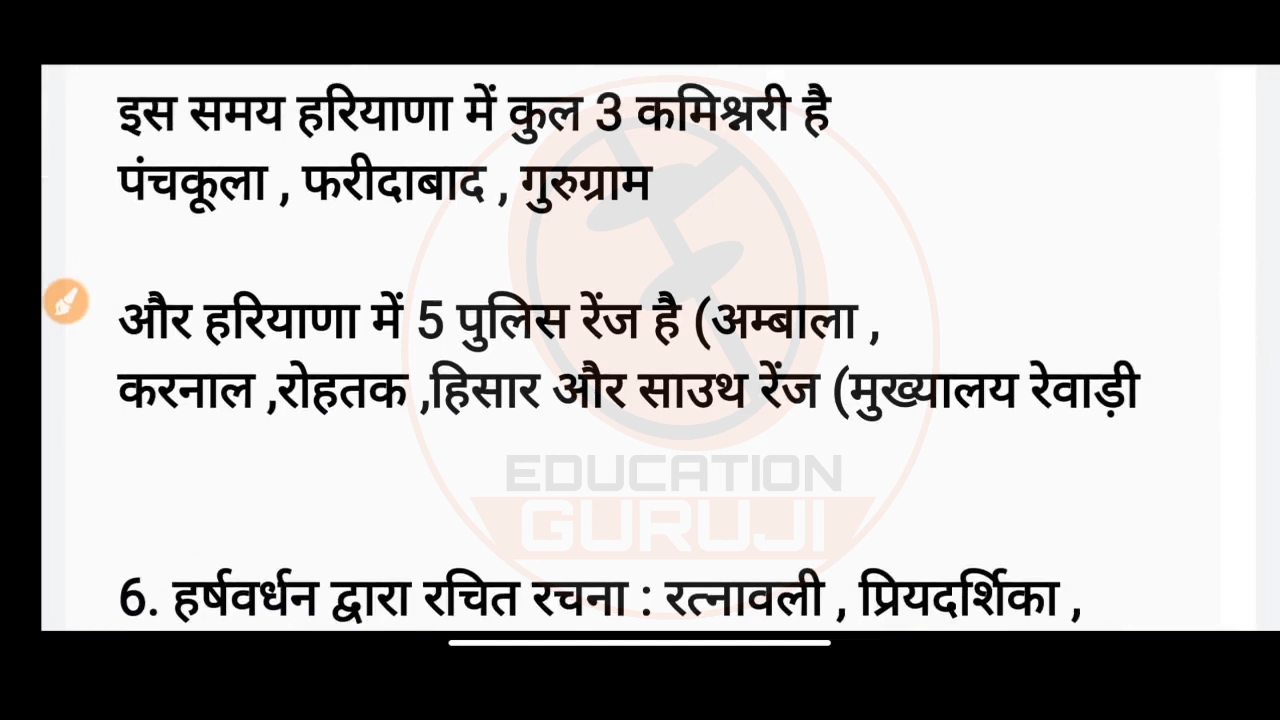 इस समय हरियाणा में कुल 3 कमिश्नरी है
पंचकूला , फरीदाबाद , गुरुग्राम
और हरियाणा में 5 पुलिस रेंज है (अम्बाला ,
करनाल ,रोहतक ,हिसार और साउथ रेंज (मुख्यालय रेवाड़ी
EDUCATION
GURUJI
6. हर्षवर्धन द्वारा रचित रचना : रत्नावली , प्रियदर्शिका ,